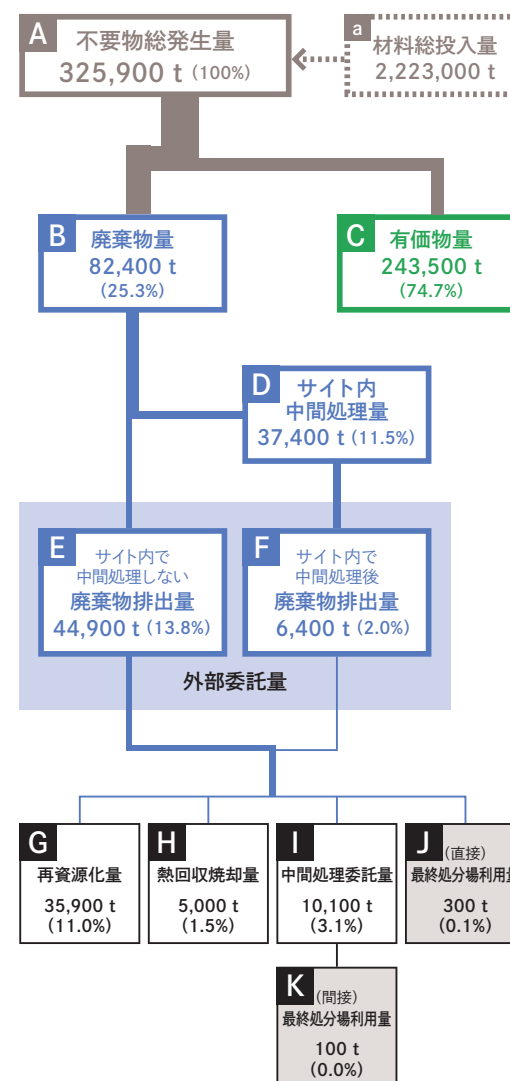 A
不要物総発生量
325,900 t (100%)
a
材料総投入量
2,223,000 t
B
廃棄物量
82,400 t
(25.3%)
C
有価物量
243,500 t
(74.7%)
D
サイト内
中間処理量
37,400 t (11.5%)
E
サイト内で
中間処理しない
廃棄物排出量
44,900 t (13.8%)
F
サイト内で
中間処理後
廃棄物排出量
6,400 t (2.0%)
外部委託量
G
再資源化量
35,900 t
(11.0%)
H
熱回収焼却量
5,000 t
(1.5%)
I
中間処理委託量
10,100 t
(3.1%)
J
(直接)
最終処分場利用量
300 t
(0.1%)
K
(間接)
最終処分場利用量
100 t
(0.0%)